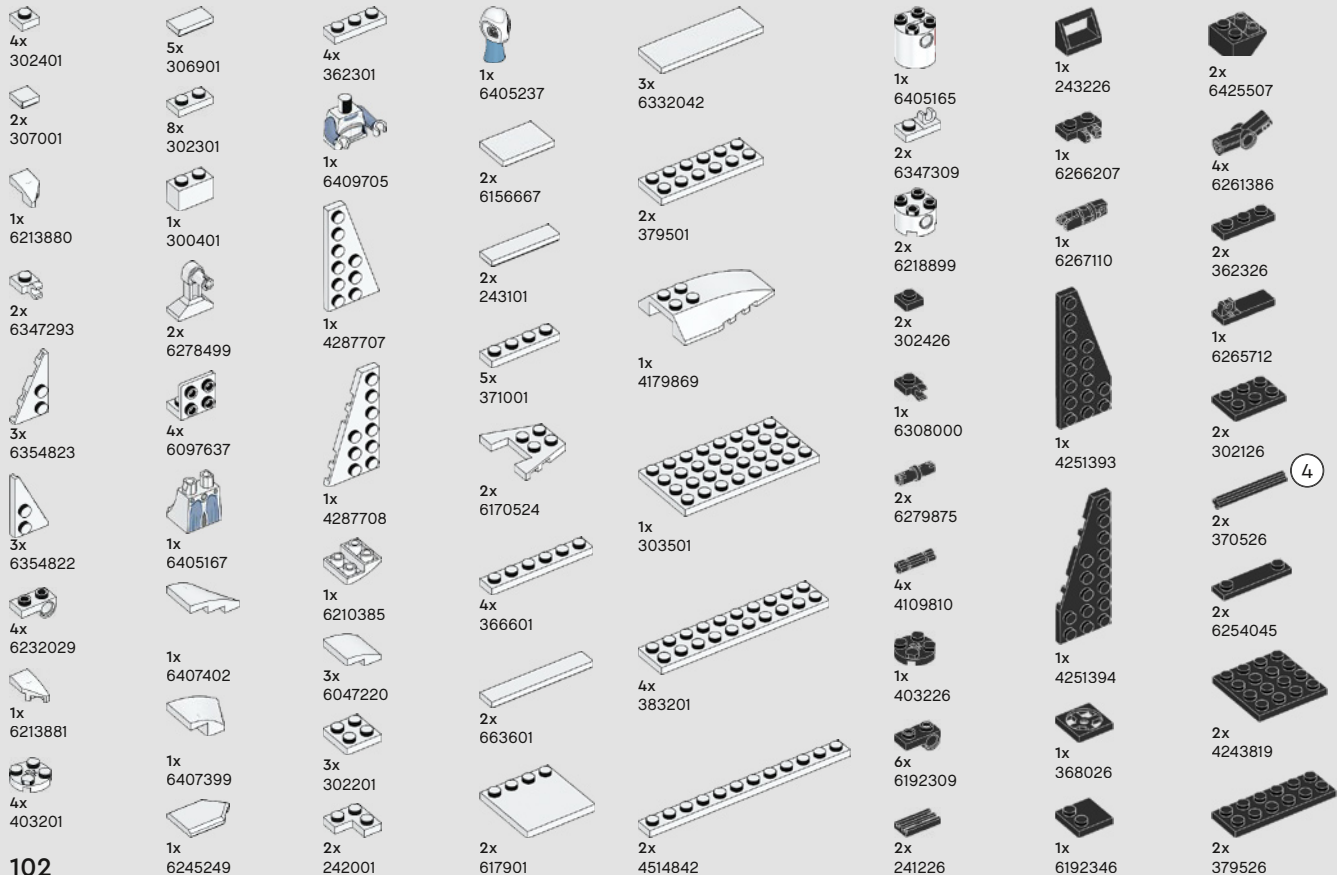 4x
302401
2x
307001
1x
6213880
2x
6347293
3x
6354823
3x
6354822
4x
6232029
1x
6213881
4x
403201
102
5x
306901
8x
302301
1x
300401
2x
6278499
4x
6097637
1x
6405167
1x
6407402
1x
6407399
1x
6245249
4x
362301
1x
6409705
1x
4287707
1x
4287708
1x
6210385
3x
6047220
3x
302201
2x
242001
1x
6405237
2x
6156667
2x
243101
5x
371001
2x
6170524
4x
366601
2x
663601
2x
617901
3x
6332042
2x
379501
1x
4179869
1x
303501
4x
383201
2x
4514842
1x
6405165
2x
6347309
2x
6218899
2x
302426
1x
6308000
2x
6279875
4x
4109810
1x
403226
6x
6192309
2x
241226
1x
243226
1x
6266207
1x
6267110
1x
4251393
1x
4251394
1x
368026
1x
6192346
2x
6425507
4x
6261386
2x
362326
1x
6265712
2x
302126
4
2x
370526
2x
6254045
2x
4243819
2x
379526